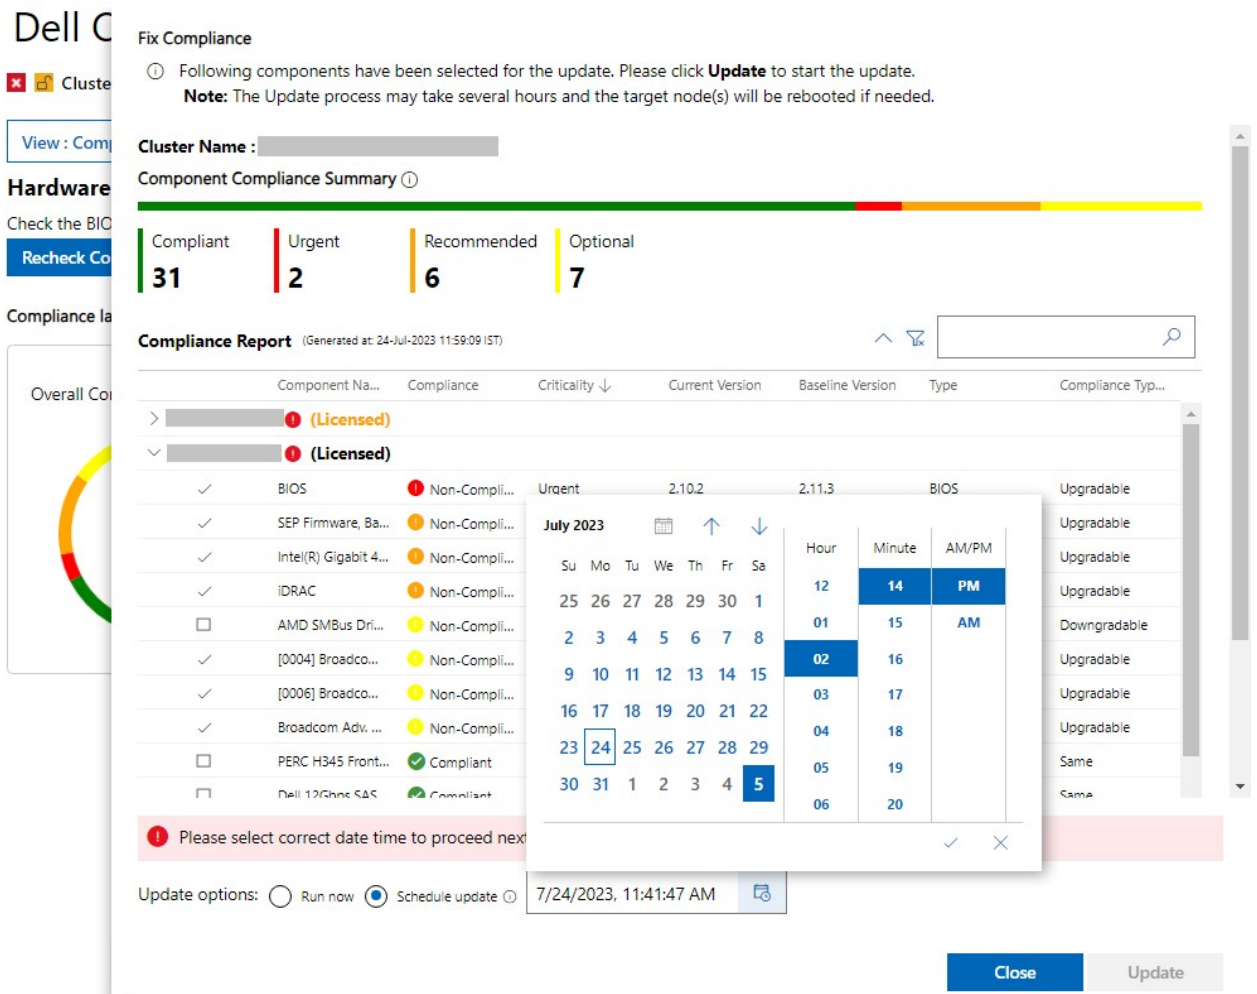 Dell C
Fix Compliance
Following components have been selected for the update. Please click Update to start the update.
Cluste
Note: The Update process may take several hours and the target node(s) will be rebooted if needed.
View : Com
Cluster Name :
Hardware
Component Compliance Summary
Check the BIO
Compliant Urgent Recommended Optional
Recheck Co
31 2 6 7
Compliance la
Compliance Report (Generated at: 24-Jul-2023 11:59:09 IST)
Overall Co
Component Na... Compliance Criticality Current Version Baseline Version Type Compliance Typ...
(Licensed)
(Licensed)
BIOS Non-Compli... Urgent 2.10.2 2.11.3 BIOS Upgradable
SEP Firmware, Ba... Non-Compli... Upgradable
Intel(R) Gigabit 4... Non-Compli... Upgradable
iDRAC Non-Compli... Upgradable
AMD SMBus Dri... Non-Compli... Downgradable
[0004] Broadco... Non-Compli... Upgradable
[0006] Broadco... Non-Compli... Upgradable
Broadcom Adv. ... Non-Compli... Upgradable
PERC H345 Front... Compliant Same
Dell 12Gbps SAS Compliant Same
July 2023
Hour Minute AM/PM
Su Mo Tu We Th Fr Sa
12 14 PM
25 26 27 28 29 30 1
01 15 AM
2 3 4 5 6 7 8
02 16
9 10 11 12 13 14 15
03 17
16 17 18 19 20 21 22
04 18
23 24 25 26 27 28 29
05 19
30 31 1 2 3 4 5
06 20
Please select correct date time to proceed nex
Update options: Run now Schedule update 7/24/2023, 11:41:47 AM
Close Update